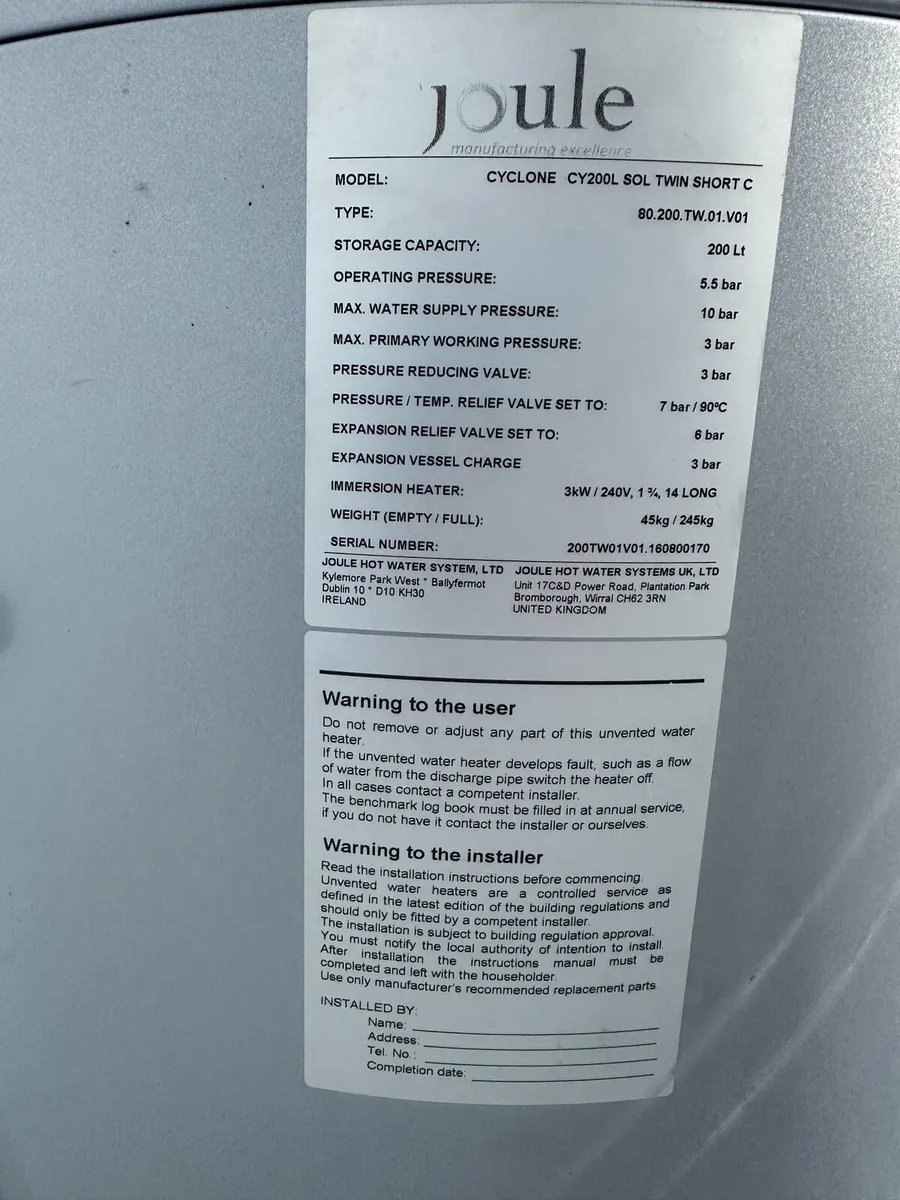 joule
manufacturing excellence
MODEL: CYCLONE CY200L SOL TWIN SHORT C
TYPE: 80.200.TW.01.V01
STORAGE CAPACITY: 200 Lt
OPERATING PRESSURE: 5.5 bar
MAX. WATER SUPPLY PRESSURE: 10 bar
MAX. PRIMARY WORKING PRESSURE: 3 bar
PRESSURE REDUCING VALVE: 3 bar
PRESSURE / TEMP. RELIEF VALVE SET TO: 7 bar / 90ºC
EXPANSION RELIEF VALVE SET TO: 6 bar
EXPANSION VESSEL CHARGE 3 bar
IMMERSION HEATER: 3kW / 240V, 1 ¾, 14 LONG
WEIGHT (EMPTY / FULL): 45kg / 245kg
SERIAL NUMBER: 200TW01V01.160800170
JOULE HOT WATER SYSTEM, LTD
Kylemore Park West * Ballyfermot
Dublin 10 * D10 KH30
IRELAND
JOULE HOT WATER SYSTEMS UK, LTD
Unit 17C&D Power Road, Plantation Park
Bromborough, Wirral CH62 3RN
UNITED KINGDOM
Warning to the user
Do not remove or adjust any part of this unvented water
heater.
If the unvented water heater develops fault, such as a flow
of water from the discharge pipe switch the heater off.
In all cases contact a competent installer.
The benchmark log book must be filled in at annual service,
if you do not have it contact the installer or ourselves.
Warning to the installer
Read the installation instructions before commencing.
Unvented water heaters are a controlled service as
defined in the latest edition of the building regulations and
should only be fitted by a competent installer.
The installation is subject to building regulation approval.
You must notify the local authority of intention to install.
After installation the instructions manual must be
completed and left with the householder.
Use only manufacturer's recommended replacement parts
INSTALLED BY:
Name:
Address:
Tel. No.:
Completion date: